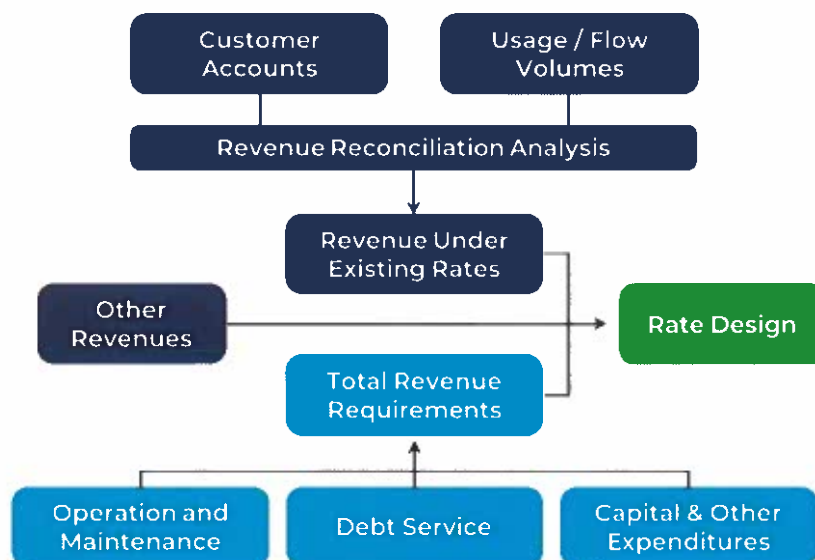 Customer
Accounts
Usage / Flow
Volumes
Revenue Reconciliation Analysis
Revenue Under
Existing Rates
Other
Revenues
Rate Design
Total Revenue
Requirements
Operation and
Maintenance
Debt Service
Capital & Other
Expenditures